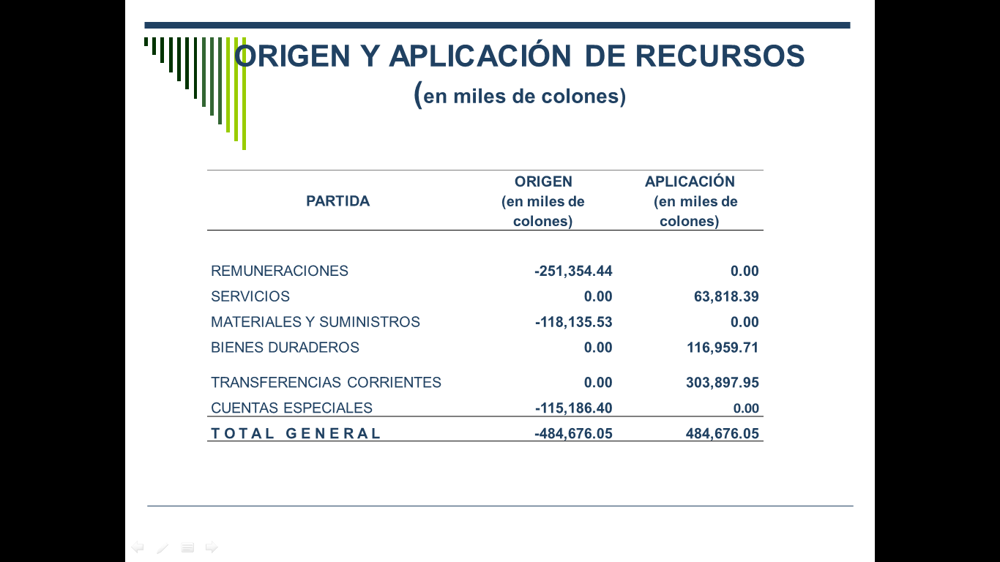 ORIGEN Y APLICACIÓN DE RECURSOS
(en miles de colones)
PARTIDA
ORIGEN
(en miles de
colones)
APLICACIÓN
(en miles de
colones)
REMUNERACIONES -251,354.44 0.00
SERVICIOS 0.00 63,818.39
MATERIALES Y SUMINISTROS -118,135.53 0.00
BIENES DURADEROS 0.00 116,959.71
TRANSFERENCIAS CORRIENTES 0.00 303,897.95
CUENTAS ESPECIALES -115,186.40 0.00
T O T A L G E N E R A L -484,676.05 484,676.05